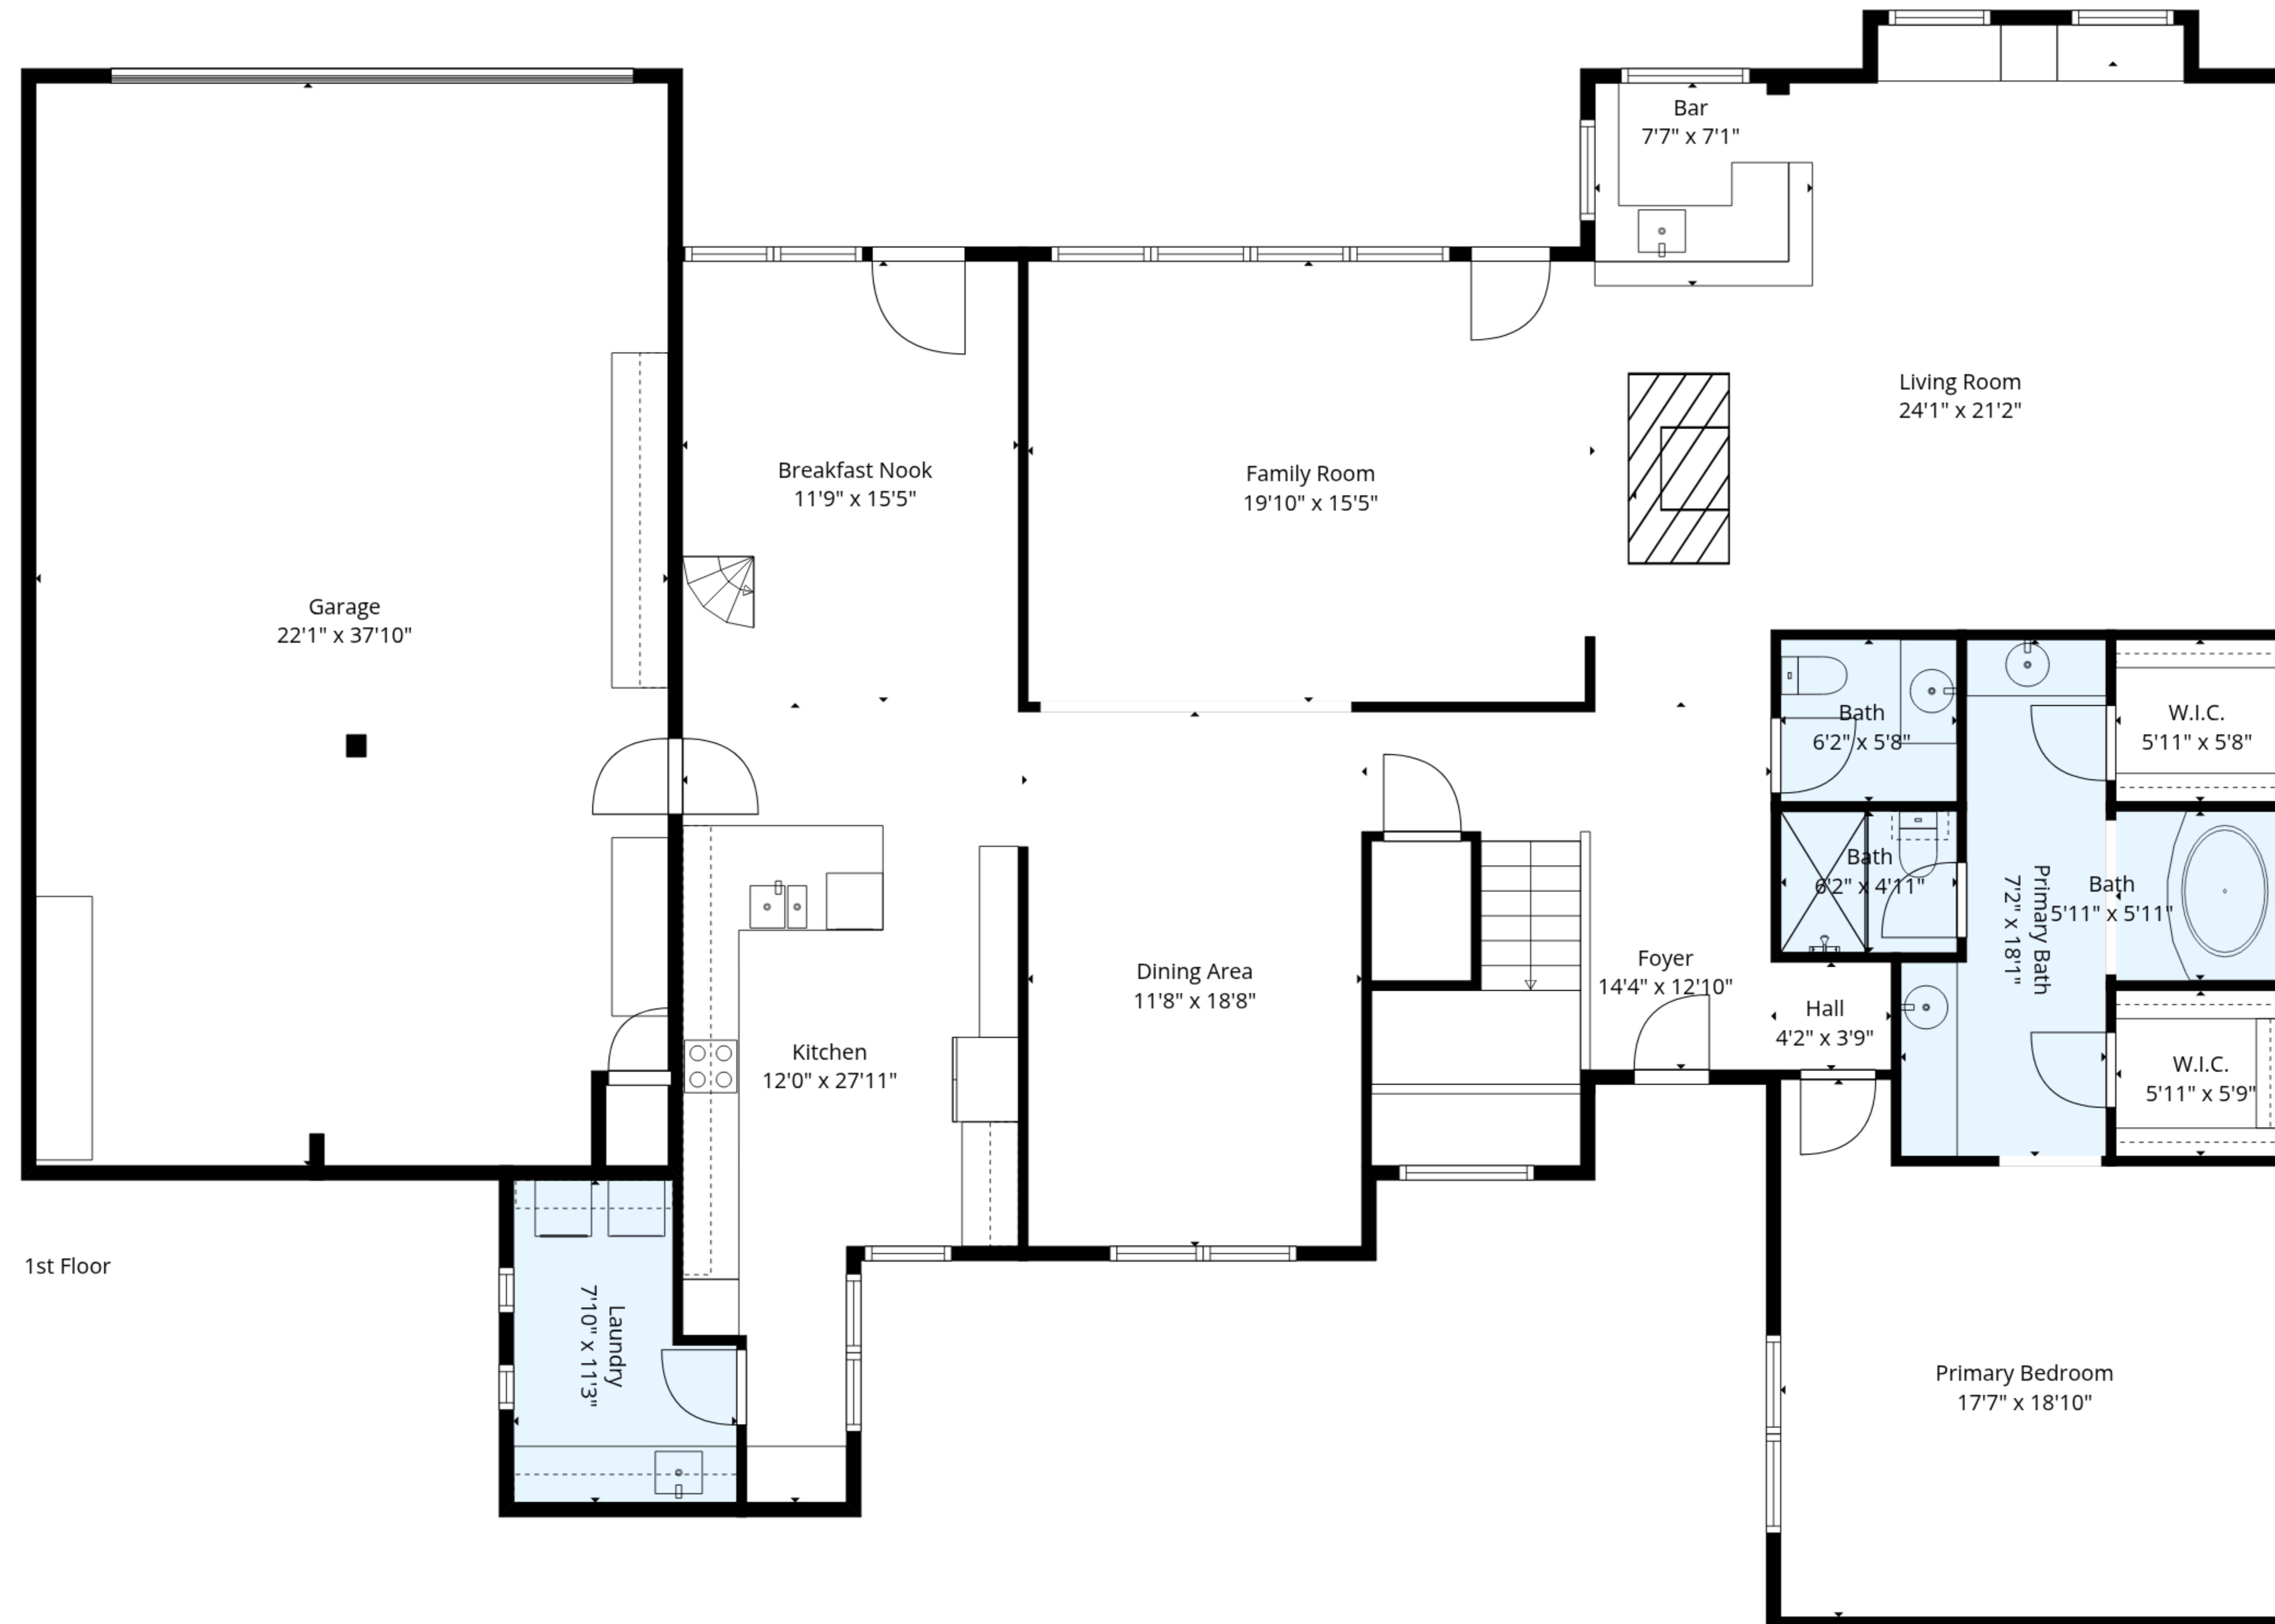 Bar
7'7" x 7'1"
Living Room
24'1" x 21'2"
Breakfast Nook
11'9" x 15'5"
Family Room
19'10" x 15'5"
Garage
22'1" x 37'10"
Bath
6'2" x 5'8"
W.I.C.
5'11" x 5'8"
Bath
6'2" x 4'11"
Primary Bath
7'2" x 18'1"
Bath
5'11" x 5'11"
Dining Area
11'8" x 18'8"
Foyer
14'4" x 12'10"
Hall
4'2" x 3'9"
Kitchen
12'0" x 27'11"
W.I.C.
5'11" x 5'9"
1st Floor
Laundry
7'10" x 11'3"
Primary Bedroom
17'7" x 18'10"